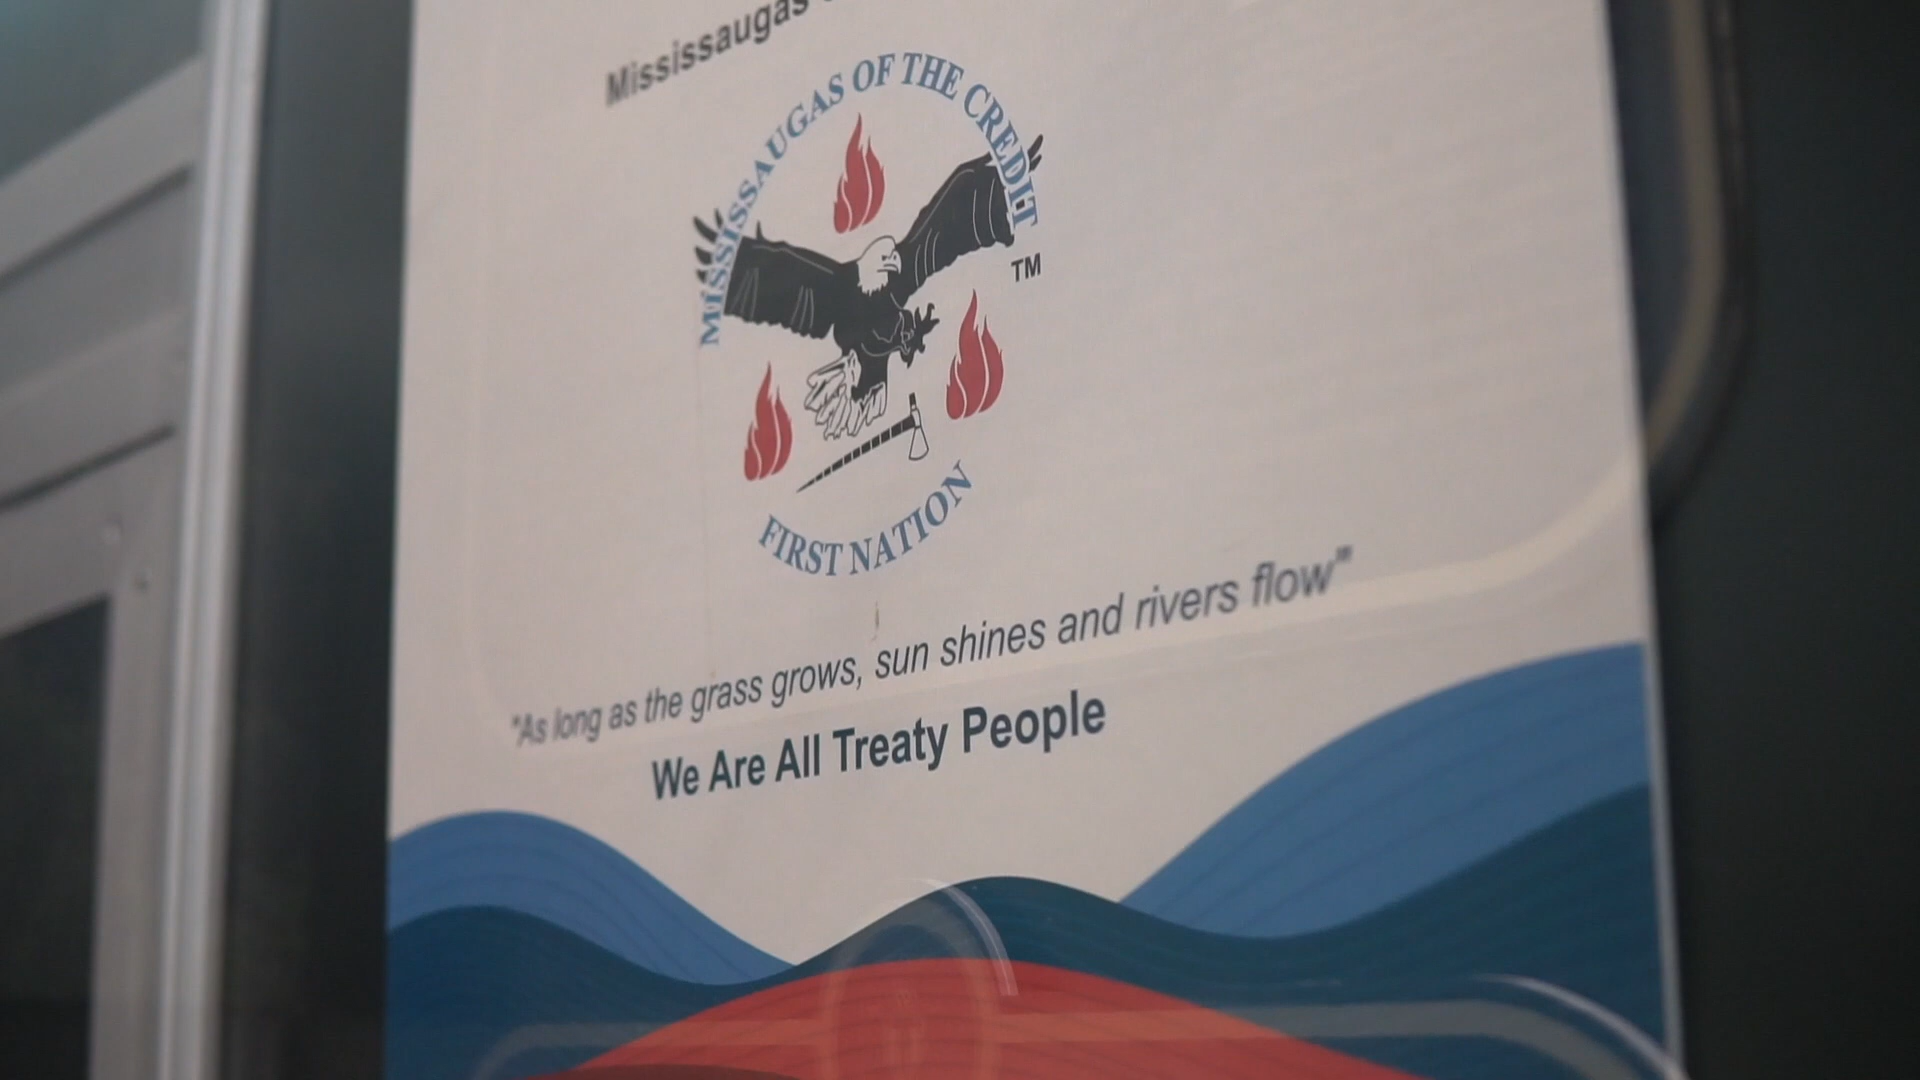 Mississaugas
MISSISSAUGAS OF THE CREDIT
TM
FIRST NATION
"As long as the grass grows, sun shines and rivers flow"
We Are All Treaty People